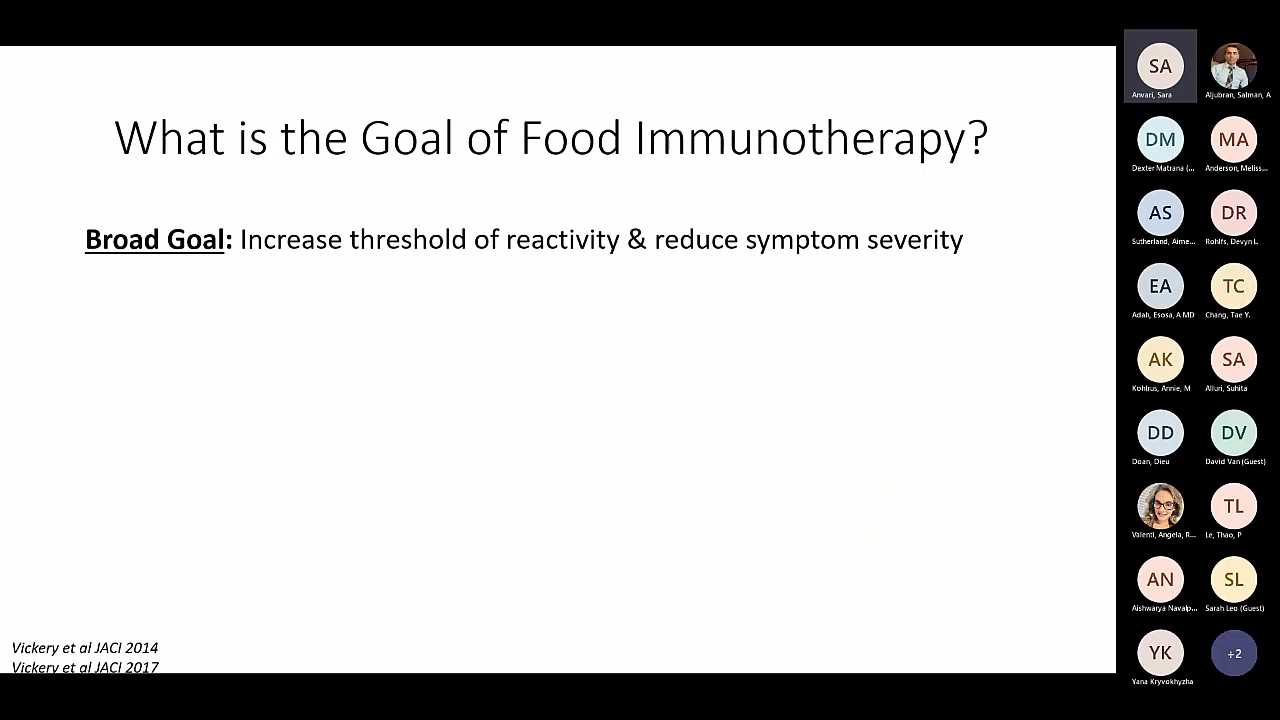 What is the Goal of Food Immunotherapy?
Broad Goal: Increase threshold of reactivity & reduce symptom severity
Vickery et al JACI 2014
Vickery et al JACI 2017
SA
Anvari, Sara
Aljubran, Salman, A
DM
MA
Dexter Matrana (...
Anderson, Meliss...
AS
DR
Sutherland, Aime...
Rohlfs, Devyn L.
EA
TC
Adah, Esosa, A MD
Chang, Tae Y.
AK
SA
Kohlrus, Annie, M
Alluri, Suhita
DD
DV
Doan, Dieu
David Van (Guest)
TL
Valenti, Angela, R...
Le, Thao, P
AN
SL
Aishwarya Navalp...
Sarah Leo (Guest)
YK
+2
Yana Kryvokhyzha